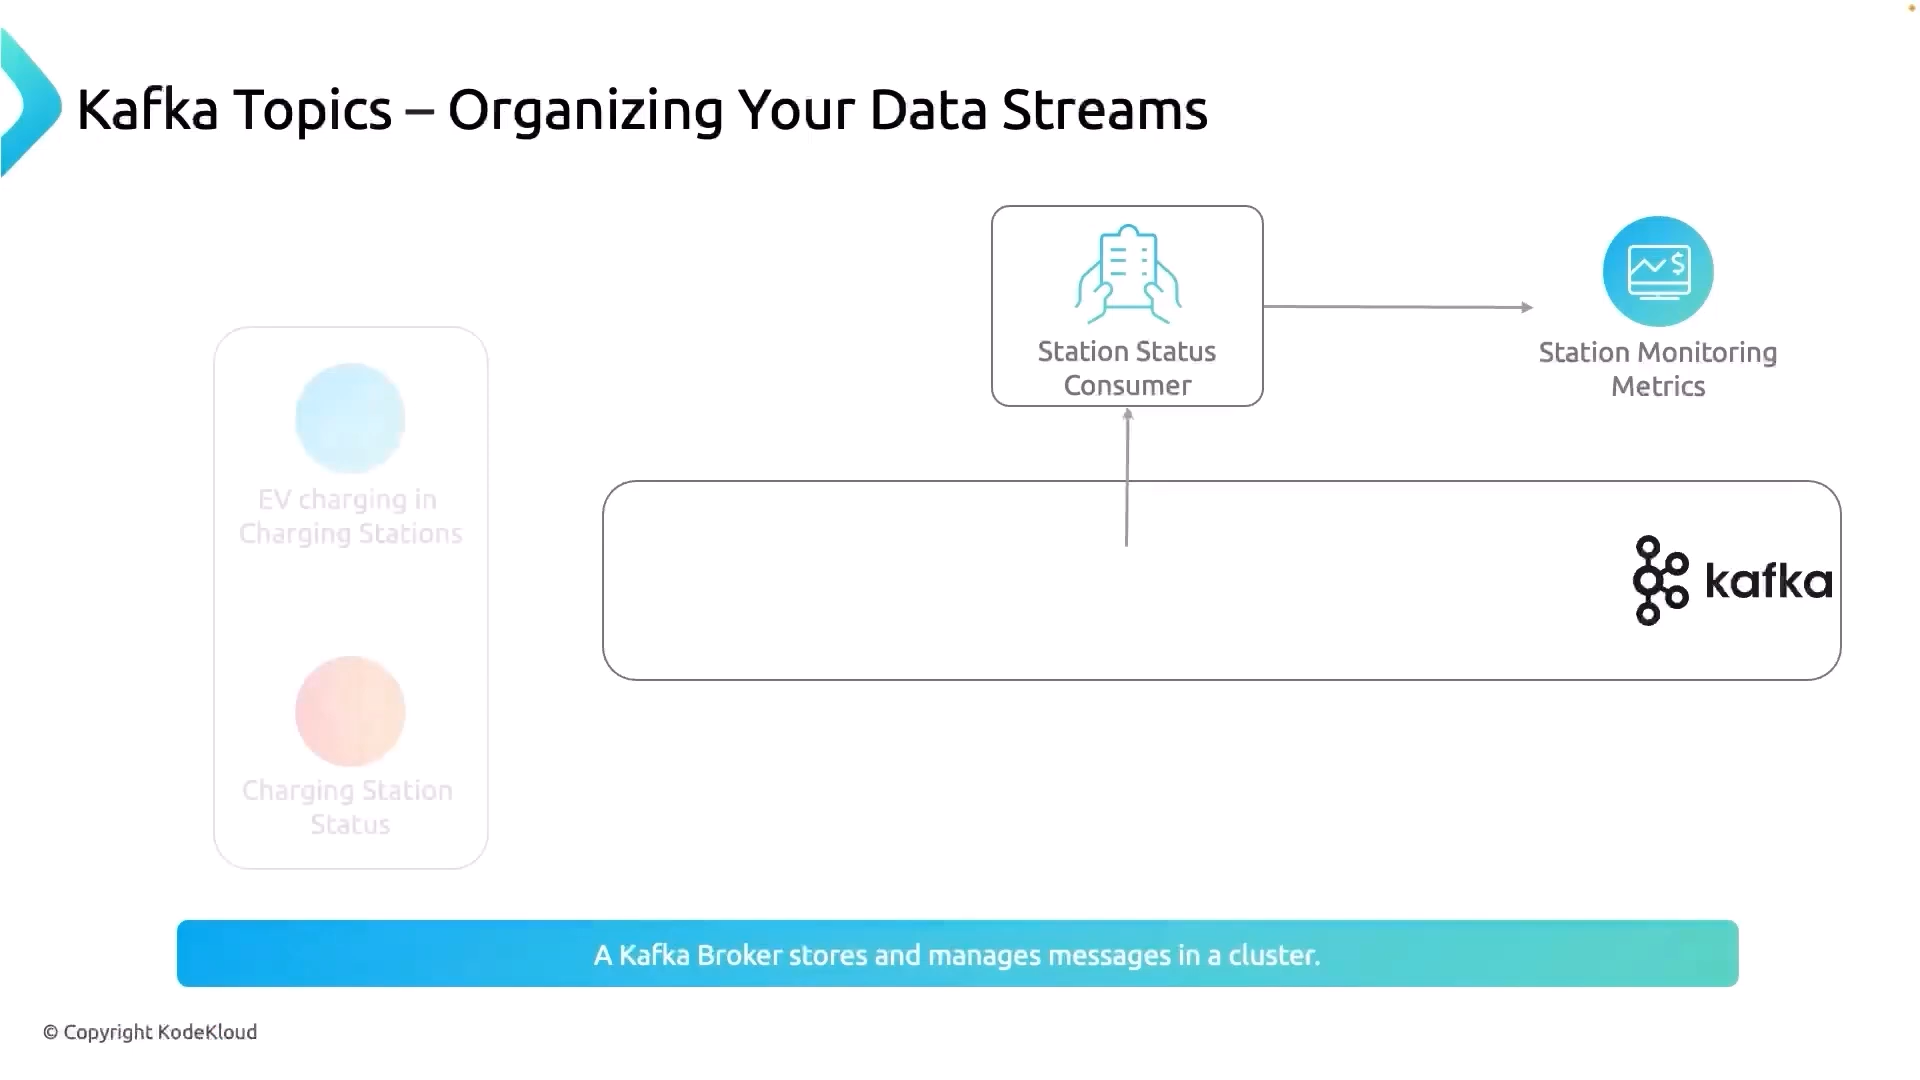 Kafka Topics – Organizing Your Data Streams
Station Status
Consumer
Station Monitoring
Metrics
EV charging in
Charging Stations
kafka
Charging Station
Status
A Kafka Broker stores and manages messages in a cluster.
© Copyright KodeKloud